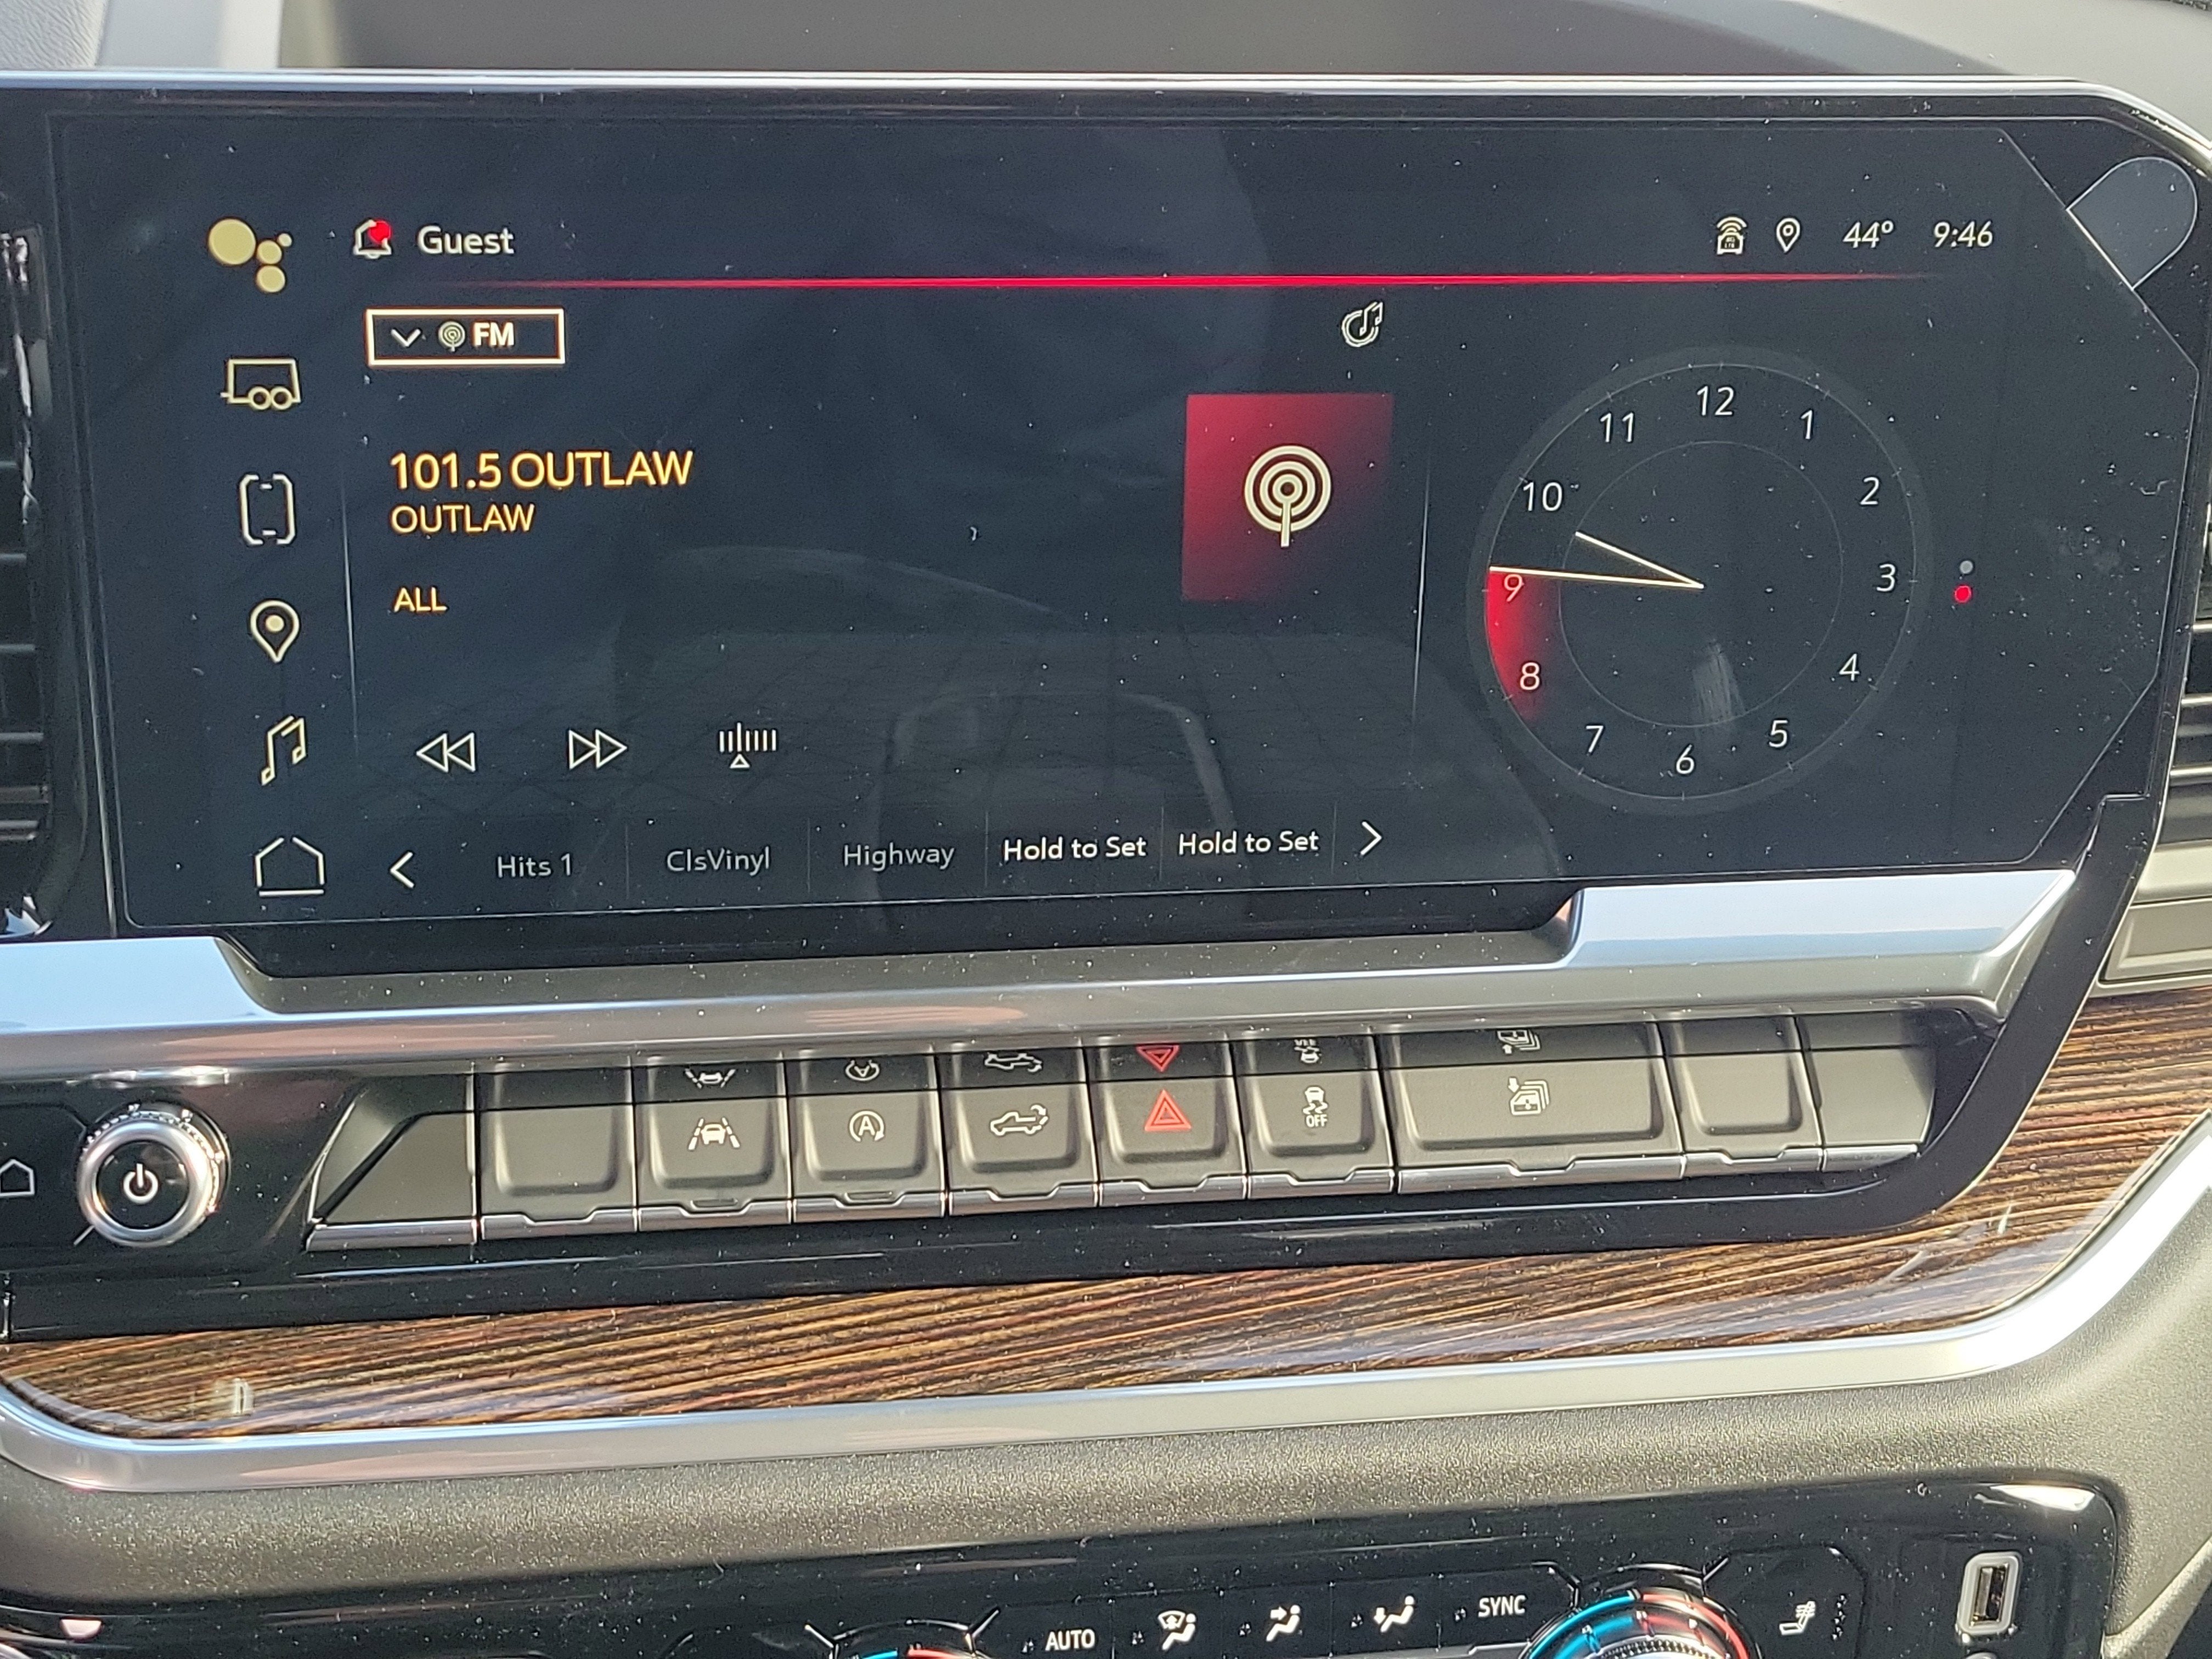 Guest
44° 9:46
FM
101.5 OUTLAW
OUTLAW
ALL
12
1
2
3
4
5
6
7
8
9
10
11
Hits 1 ClsVinyl Highway Hold to Set Hold to Set
A OFF
AUTO SYNC